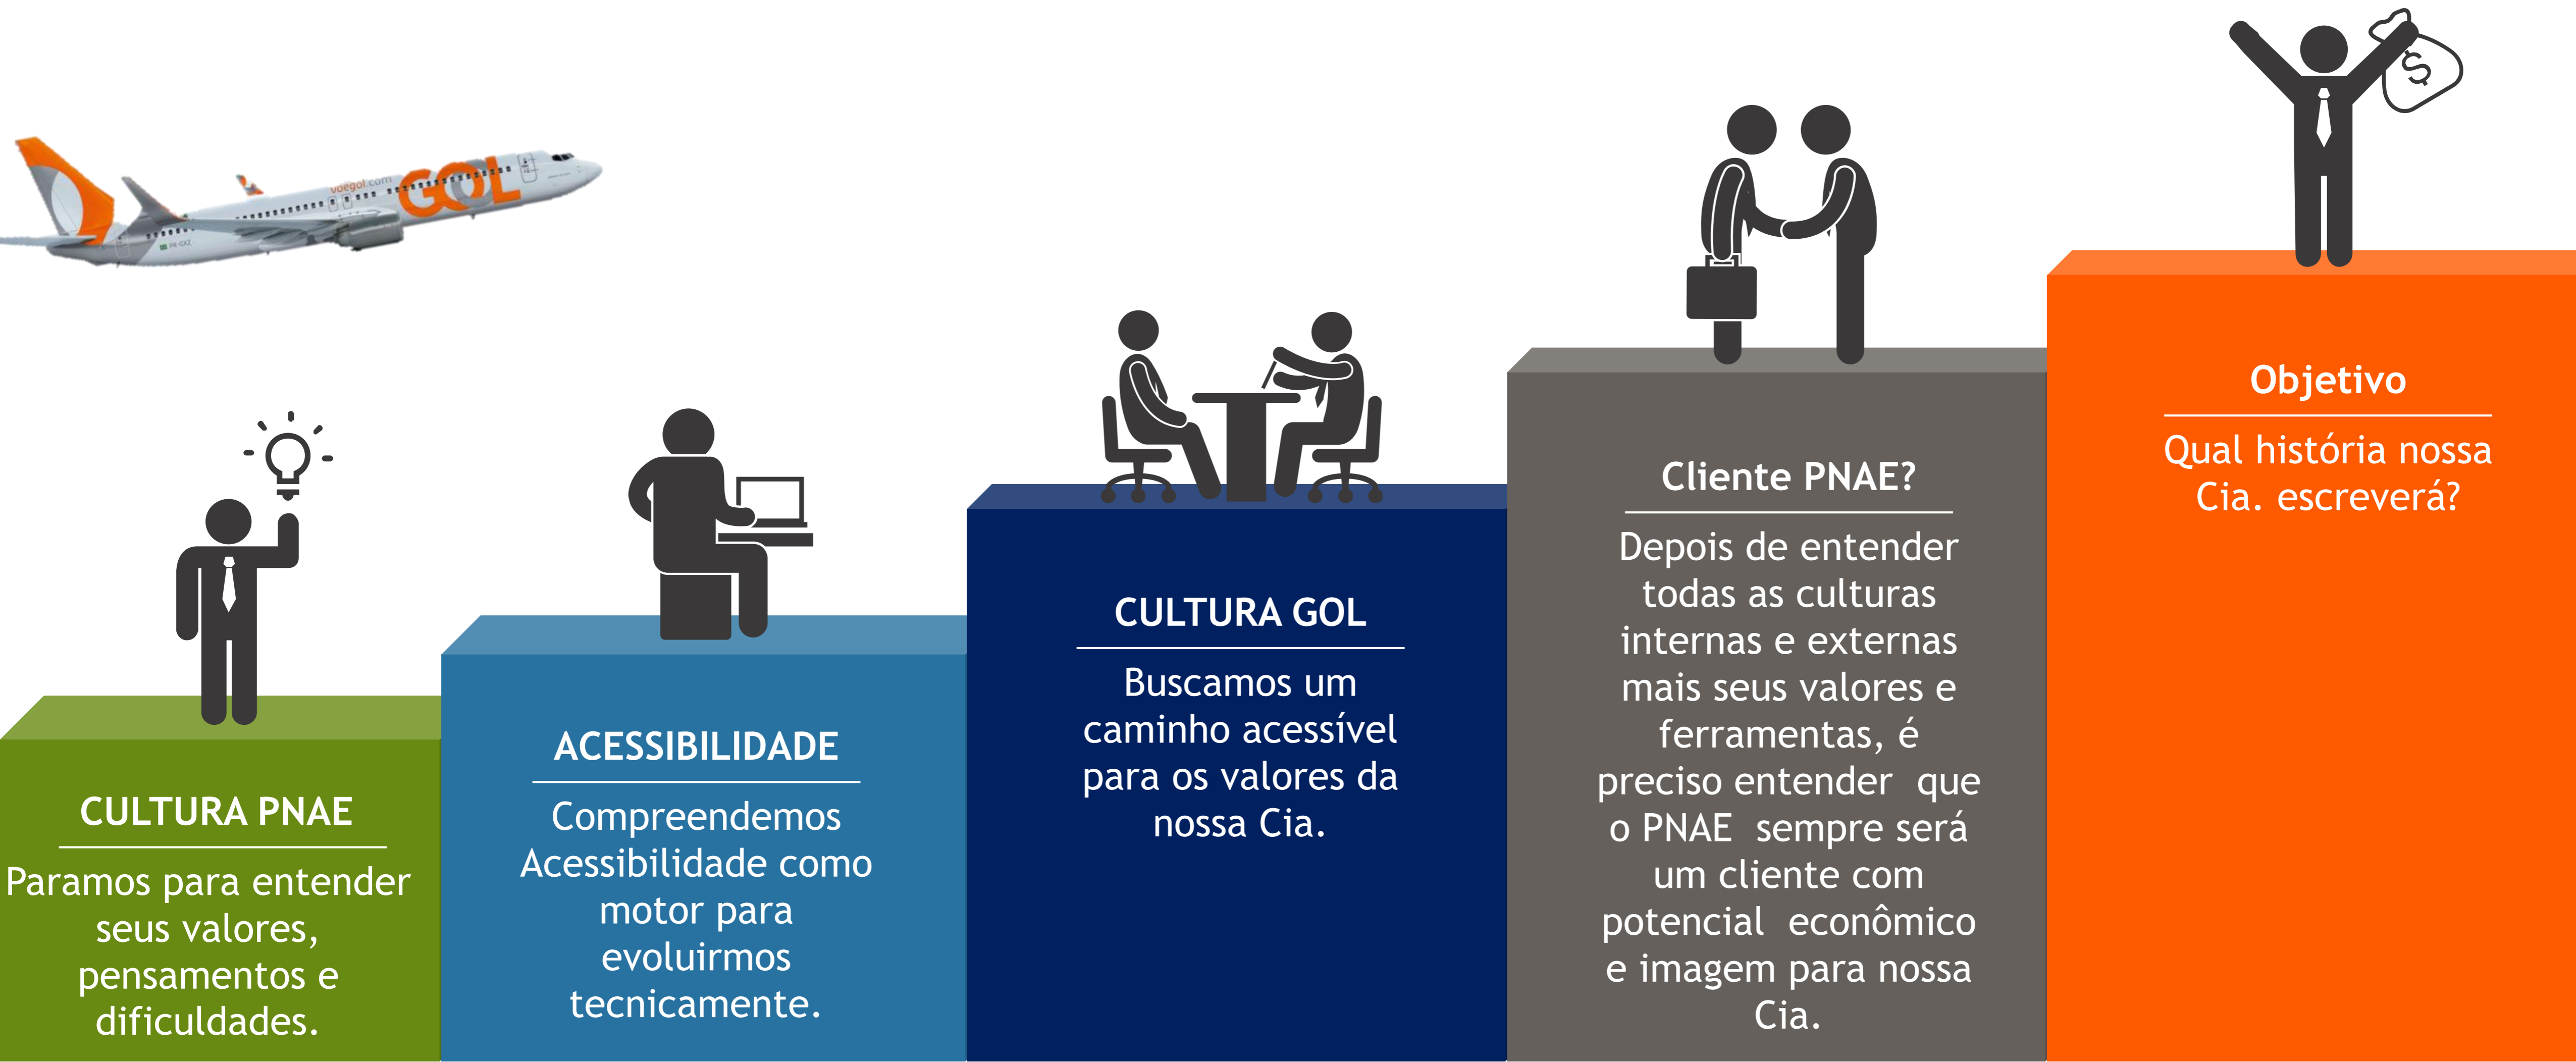 voegol.com
GOL
$
CULTURA PNAE
Paramos para entender
seus valores,
pensamentos e
dificuldades.
ACESSIBILIDADE
Compreendemos
Acessibilidade como
motor para
evoluirmos
tecnicamente.
CULTURA GOL
Buscamos um
caminho acessível
para os valores da
nossa Cia.
Cliente PNAE?
Depois de entender
todas as culturas
internas e externas
mais seus valores e
ferramentas, é
preciso entender  que
o PNAE  sempre será
um cliente com
potencial  econômico
e imagem para nossa
Cia.
Objetivo
Qual história nossa
Cia. escreverá?